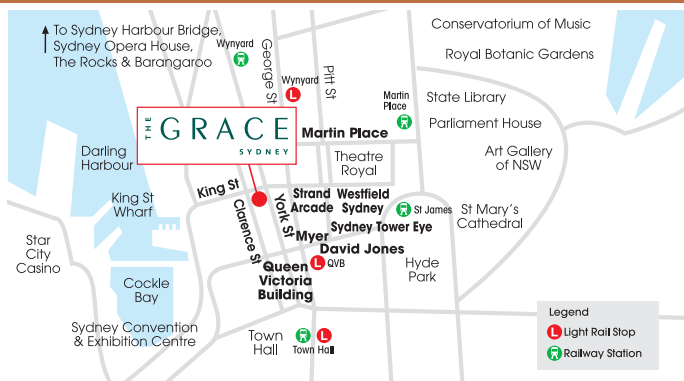 To Sydney Harbour Bridge,
Sydney Opera House,
The Rocks & Barangaroo
Wynyard
George St
Pitt St
Wynyard
Conservatorium of Music
Royal Botanic Gardens
Martin
Place
State Library
Parliament House
THE
GRACE
SYDNEY
Martin Place
Theatre
Royal
Art Gallery
of NSW
Darling
Harbour
King St
King St
Wharf
Clarence St
York St
Strand
Arcade
Westfield
Sydney
St James
St Mary's
Cathedral
Sydney Tower Eye
Myer
David Jones
L
QVB
Queen
Victoria
Building
Hyde
Park
Star
City
Casino
Cockle
Bay
Sydney Convention
& Exhibition Centre
Town
Hall
L
Town Hall
L
Legend
L Light Rail Stop
Railway Station